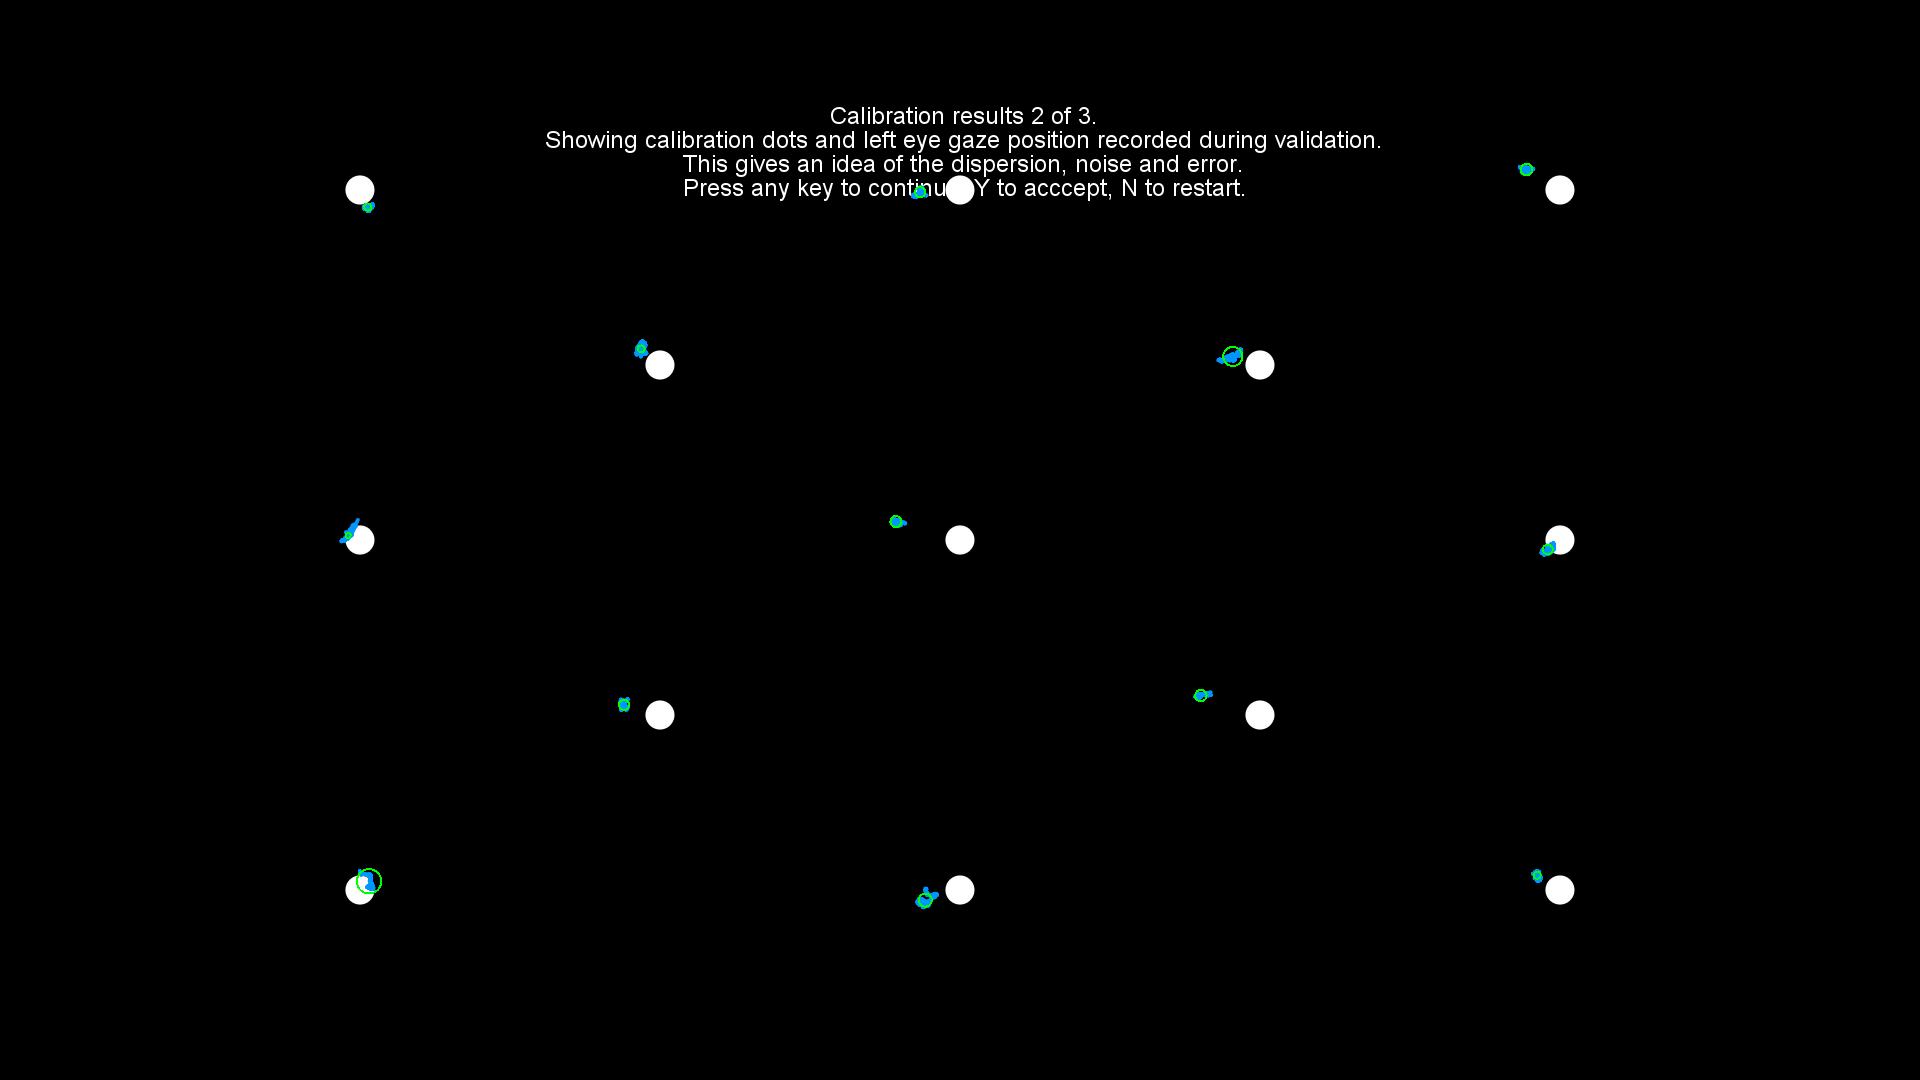 Calibration results 2 of 3.
Showing calibration dots and left eye gaze position recorded during validation.
This gives an idea of the dispersion, noise and error.
Press any key to continu Y to acccept, N to restart.